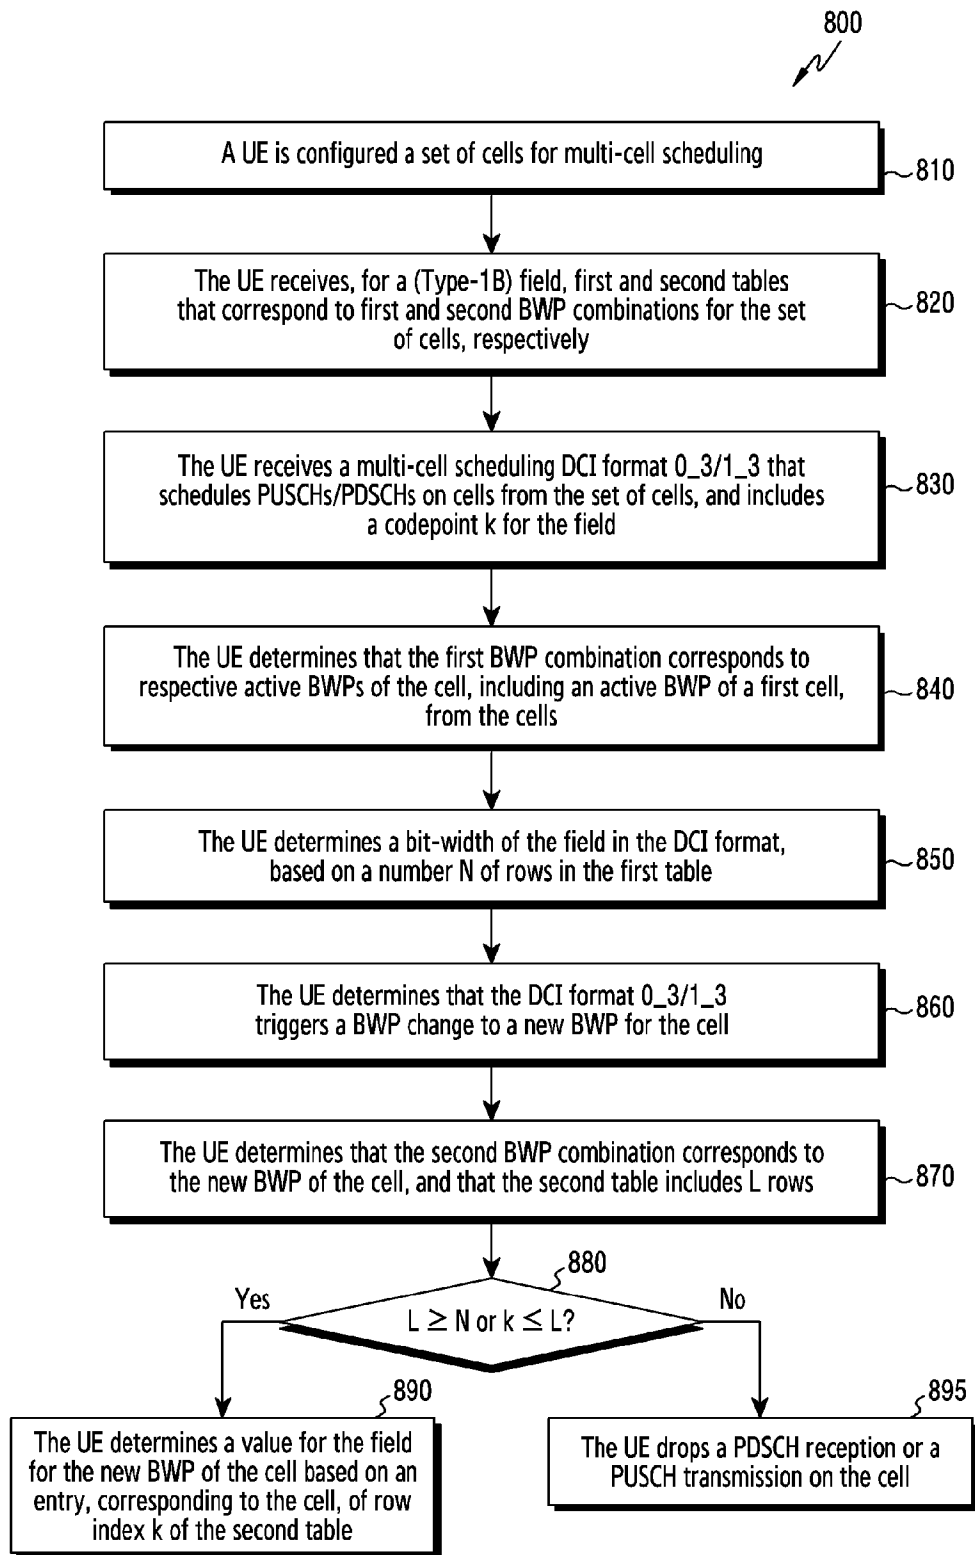 800
A UE is configured a set of cells for multi-cell scheduling
810
The UE receives, for a (Type-1B) field, first and second tables
that correspond to first and second BWP combinations for the set
of cells, respectively
820
The UE receives a multi-cell scheduling DCI format 0_3/1_3 that
schedules PUSCHs/PDSCHs on cells from the set of cells, and includes
a codepoint k for the field
830
The UE determines that the first BWP combination corresponds to
respective active BWPs of the cell, including an active BWP of a first cell,
from the cells
840
The UE determines a bit-width of the field in the DCI format,
based on a number N of rows in the first table
850
The UE determines that the DCI format 0_3/1_3
triggers a BWP change to a new BWP for the cell
860
The UE determines that the second BWP combination corresponds to
the new BWP of the cell, and that the second table includes L rows
870
880
Yes
L ≥ N or k ≤ L?
No
890
The UE determines a value for the field
for the new BWP of the cell based on an
entry, corresponding to the cell, of row
index k of the second table
895
The UE drops a PDSCH reception or a
PUSCH transmission on the cell